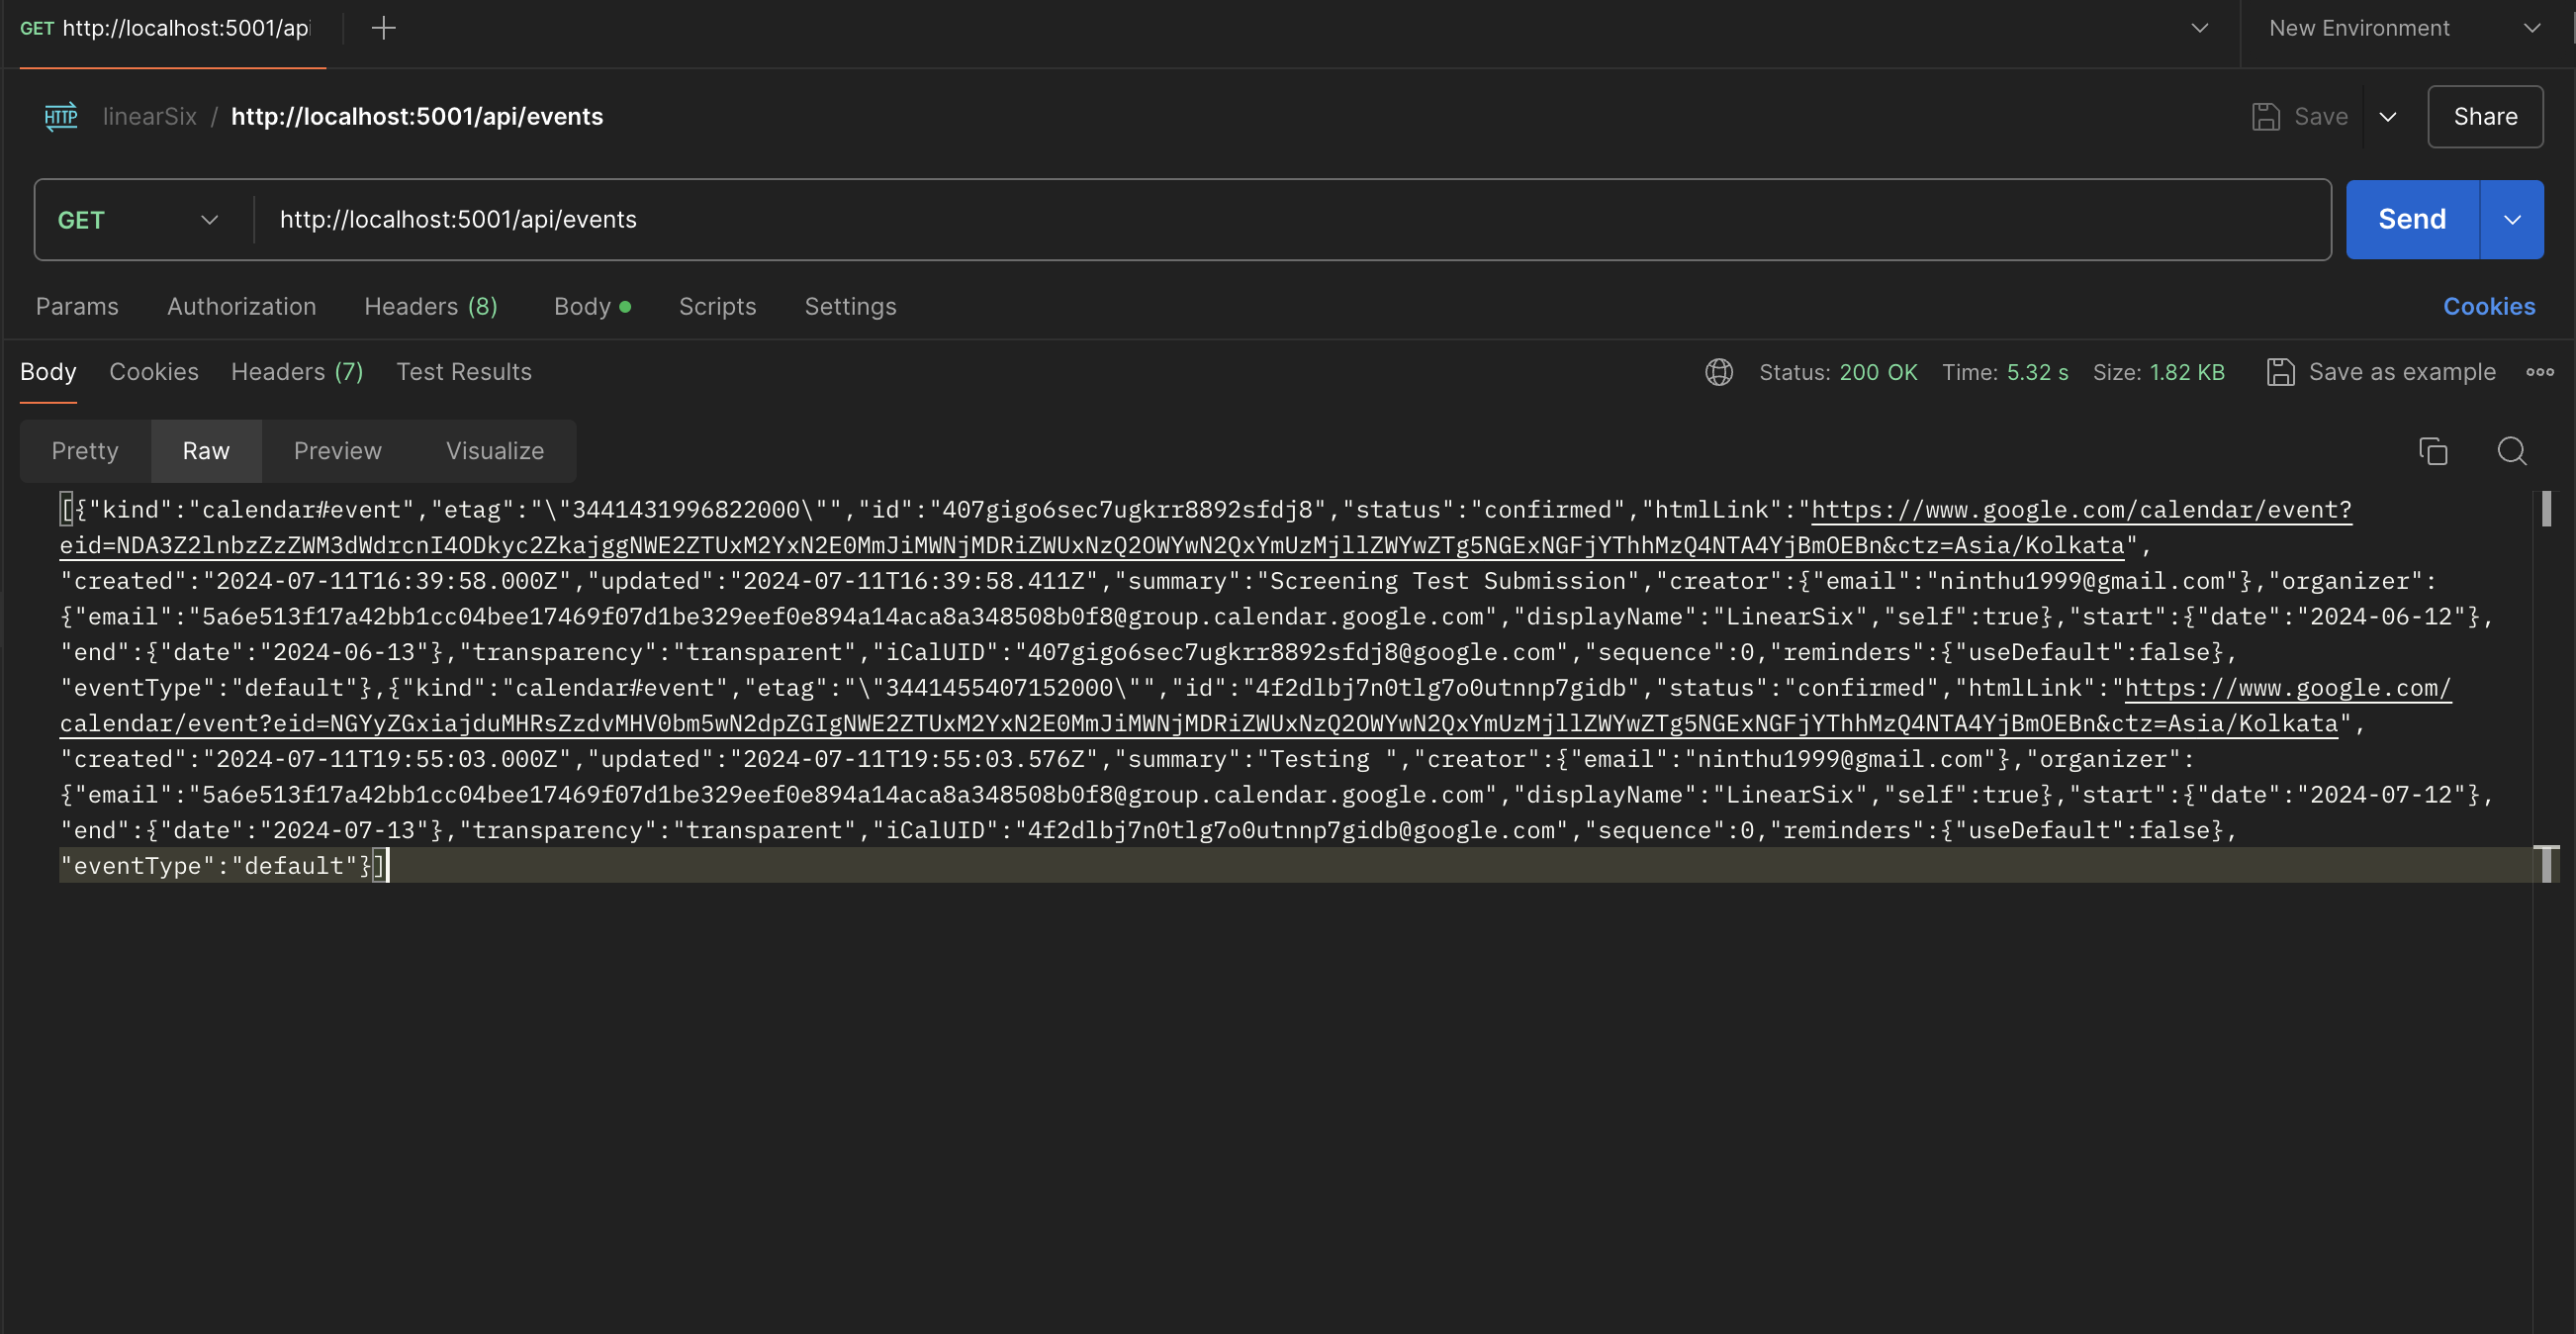 GET http://localhost:5001/api
New Environment
HTTP linearSix / http://localhost:5001/api/events
Save
Share
GET http://localhost:5001/api/events
Send
Params Authorization Headers (8) Body Scripts Settings
Cookies
Body Cookies Headers (7) Test Results
Status: 200 OK Time: 5.32 s Size: 1.82 KB Save as example
Pretty Raw Preview Visualize
[{"kind":"calendar#event","etag":"\"3441431996822000\"","id":"407gigo6sec7ugkrr8892sfdj8","status":"confirmed","htmlLink":"https://www.google.com/calendar/event?
eid=NDA3Z2lnbzZzZWM3dWdrcnI4ODkyc2ZkajggNWE2ZTUxM2YxN2E0MmJiMWNjMDRiZWUxNzQ2OWYwN2QxYmUzMjllZWYwZTg5NGExNGFjYThhMzQ4NTA4YjBmOEBn&ctz=Asia/Kolkata",
"created":"2024-07-11T16:39:58.000Z","updated":"2024-07-11T16:39:58.411Z","summary":"Screening Test Submission","creator":{"email":"ninthu1999@gmail.com"},"organizer":
{"email":"5a6e513f17a42bb1cc04bee17469f07d1be329eef0e894a14aca8a348508b0f8@group.calendar.google.com","displayName":"LinearSix","self":true},"start":{"date":"2024-06-12"},
"end":{"date":"2024-06-13"},"transparency":"transparent","iCalUID":"407gigo6sec7ugkrr8892sfdj8@google.com","sequence":0,"reminders":{"useDefault":false},
"eventType":"default"},{"kind":"calendar#event","etag":"\"3441455407152000\"","id":"4f2dlbj7n0tlg7o0utnnp7gidb","status":"confirmed","htmlLink":"https://www.google.com/
calendar/event?eid=NGYyZGxiajduMHRsZzdvMHV0bm5wN2dpZGIgNWE2ZTUxM2YxN2E0MmJiMWNjMDRiZWUxNzQ2OWYwN2QxYmUzMjllZWYwZTg5NGExNGFjYThhMzQ4NTA4YjBmOEBn&ctz=Asia/Kolkata",
"created":"2024-07-11T19:55:03.000Z","updated":"2024-07-11T19:55:03.576Z","summary":"Testing ","creator":{"email":"ninthu1999@gmail.com"},"organizer":
{"email":"5a6e513f17a42bb1cc04bee17469f07d1be329eef0e894a14aca8a348508b0f8@group.calendar.google.com","displayName":"LinearSix","self":true},"start":{"date":"2024-07-12"},
"end":{"date":"2024-07-13"},"transparency":"transparent","iCalUID":"4f2dlbj7n0tlg7o0utnnp7gidb@google.com","sequence":0,"reminders":{"useDefault":false},
"eventType":"default"}]